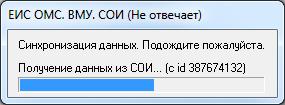 ЕИС ОМС. ВМУ. СОИ (Не отвечает)
Синхронизация данных. Подождите пожалуйста.
Получение данных из СОИ... (с id 387674132)